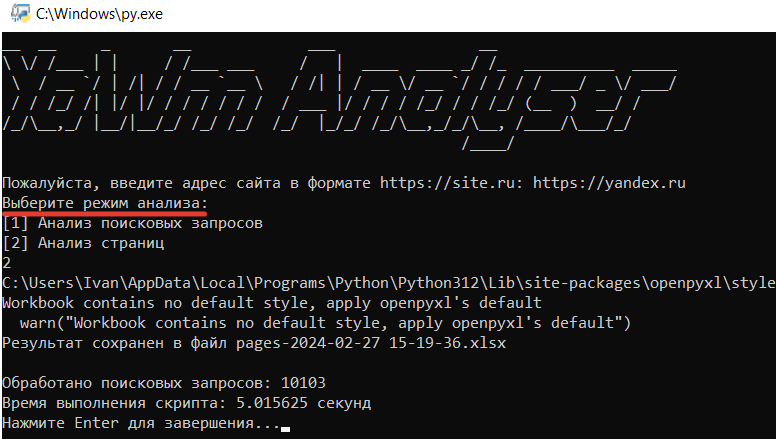 C:\Windows\py.exe
YaWm Analyser
Пожалуйста, введите адрес сайта в формате https://site.ru: https://yandex.ru
Выберите режим анализа:
[1] Анализ поисковых запросов
[2] Анализ страниц
2
C:\Users\Ivan\AppData\Local\Programs\Python\Python312\Lib\site-packages\openpyxl\style
Workbook contains no default style, apply openpyxl's default
warn("Workbook contains no default style, apply openpyxl's default")
Результат сохранен в файл pages-2024-02-27 15-19-36.xlsx
Обработано поисковых запросов: 10103
Время выполнения скрипта: 5.015625 секунд
Нажмите Enter для завершения...